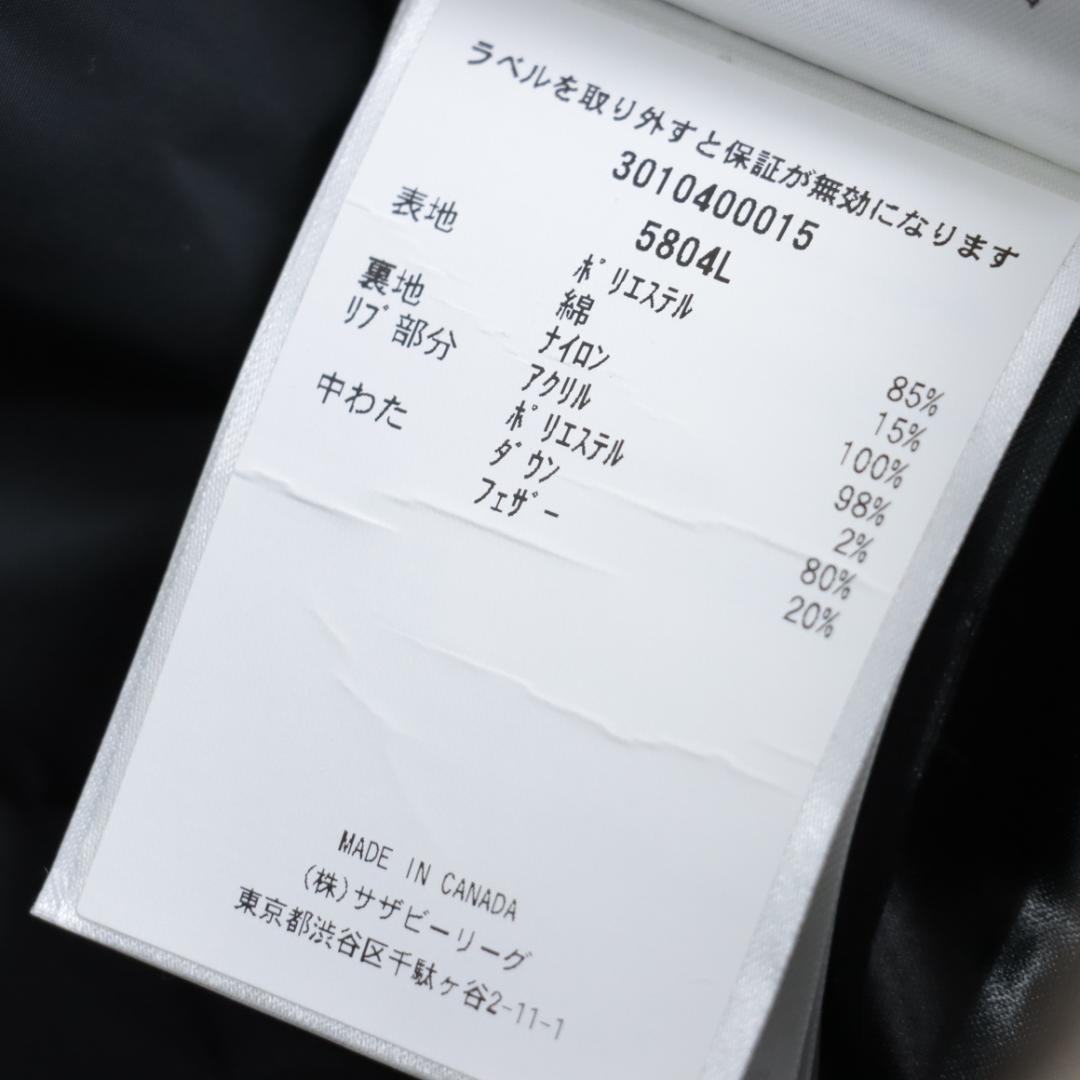 ラベルを取り外すと保証が無効になります
3010400015
5804L
表地 ﾎﾟﾘｴｽﾃﾙ 85%
綿 15%
裏地 ﾅｲﾛﾝ 100%
ﾘﾌﾞ部分 ｱｸﾘﾙ 98%
ﾎﾟﾘｴｽﾃﾙ 2%
中わた ﾀﾞｳﾝ 80%
ﾌｪｻﾞｰ 20%
MADE IN CANADA
(株)サザビーリーグ
東京都渋谷区千駄ヶ谷2-11-1